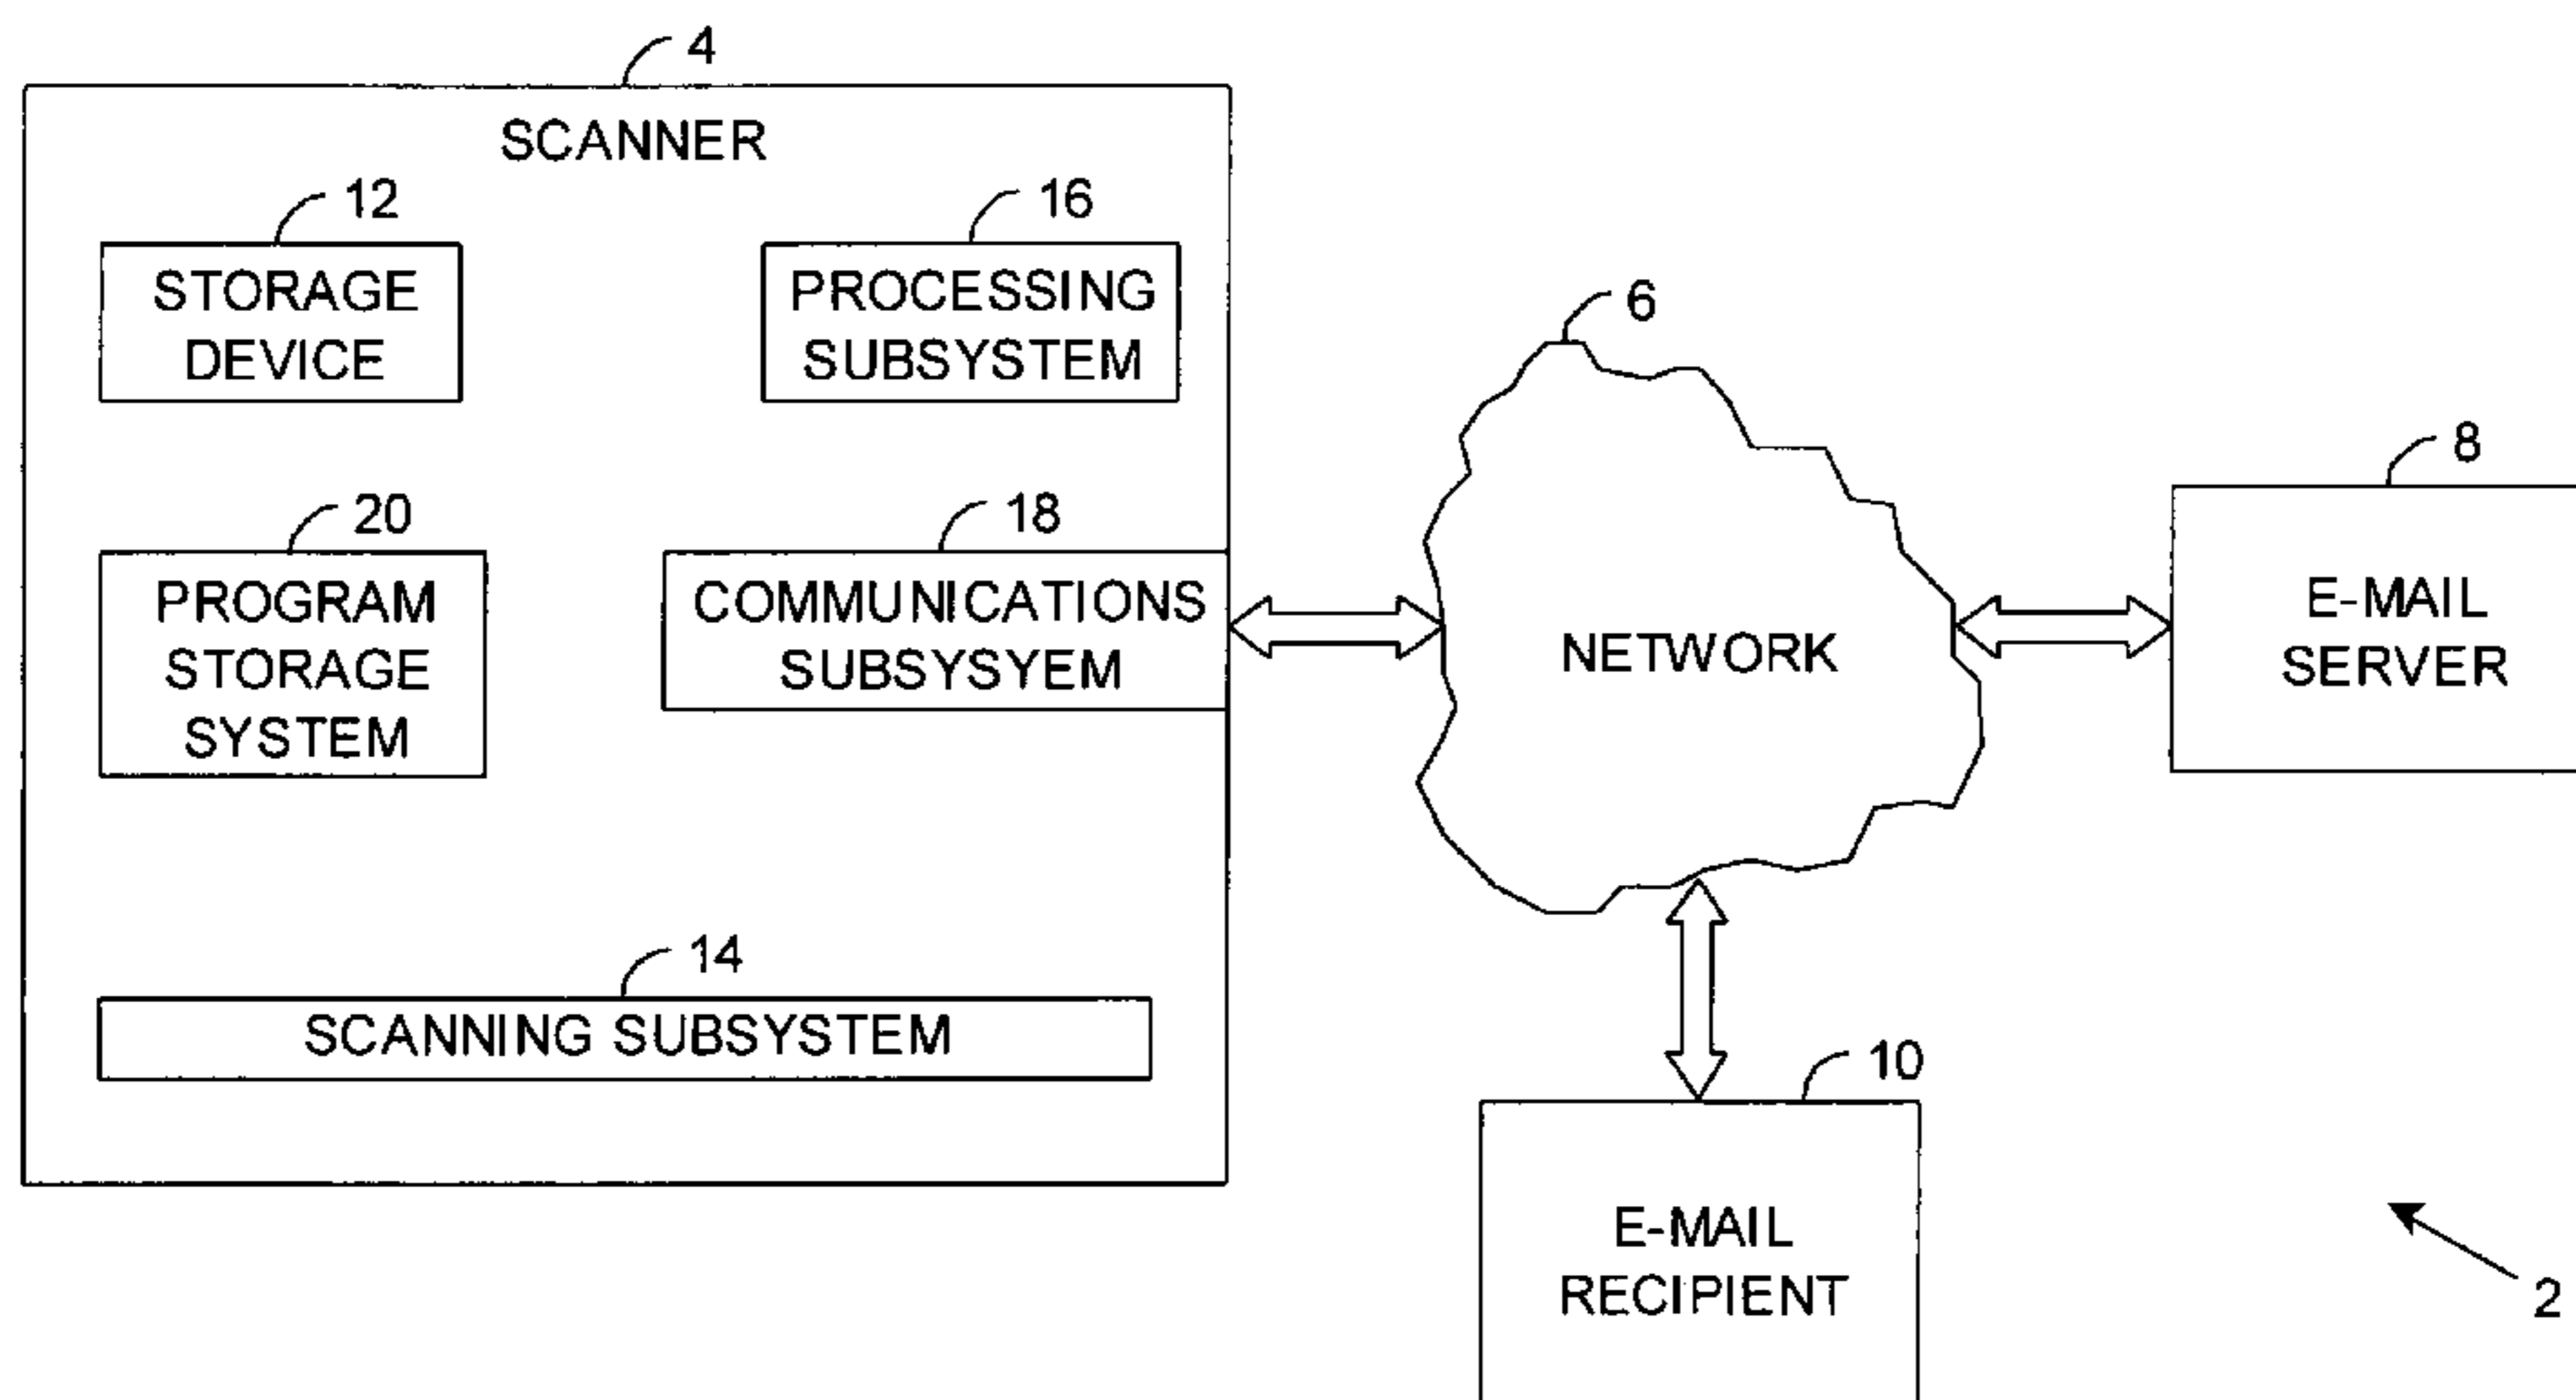 4
SCANNER
12
STORAGE
DEVICE
16
PROCESSING
SUBSYSTEM
20
PROGRAM
STORAGE
SYSTEM
18
COMMUNICATIONS
SUBSYSYEM
14
SCANNING SUBSYSTEM
6
NETWORK
8
E-MAIL
SERVER
10
E-MAIL
RECIPIENT
2